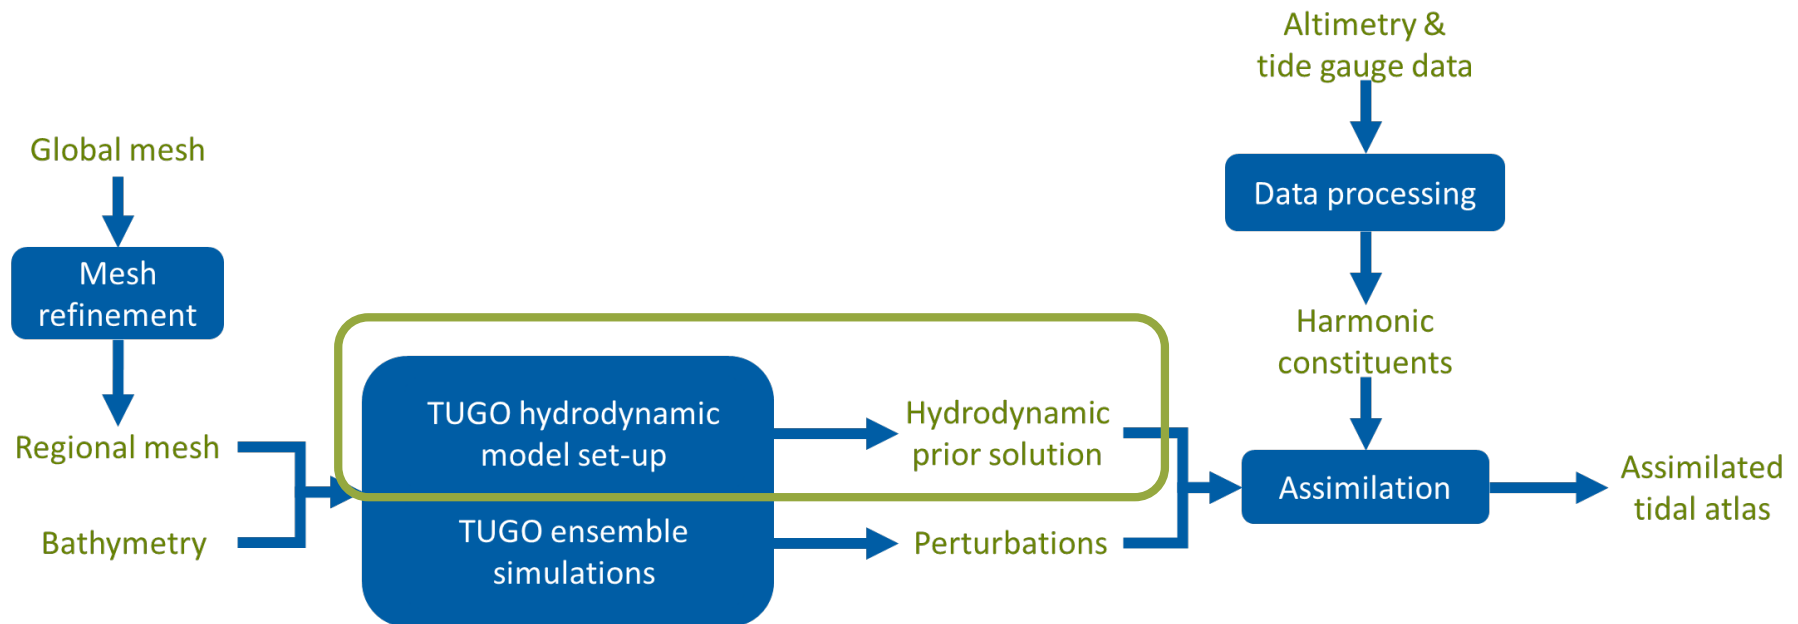 Altimetry &
tide gauge data
Global mesh
Data processing
Mesh
refinement
Harmonic
constituents
TUGO hydrodynamic
model set-up
Hydrodynamic
prior solution
Regional mesh
Assimilation
Assimilated
tidal atlas
Bathymetry
TUGO ensemble
simulations
Perturbations